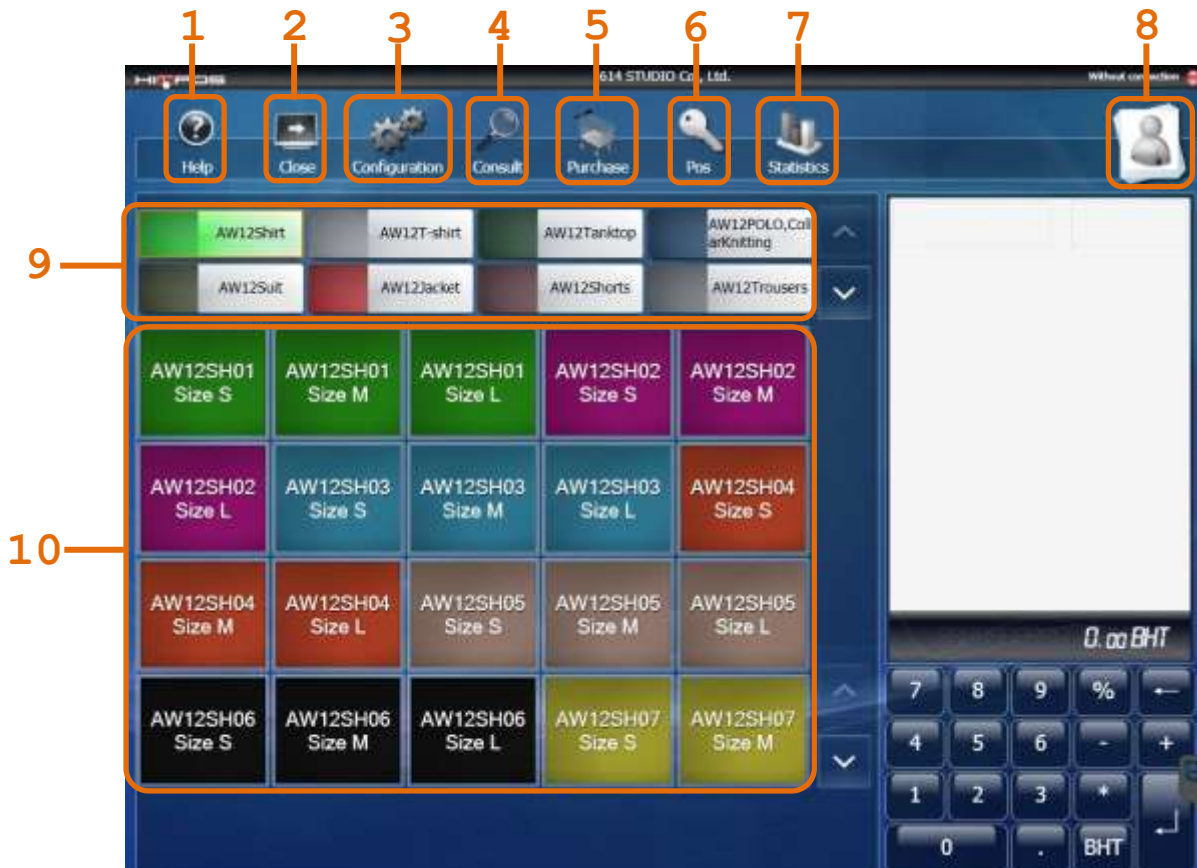 1 2 3 4 5 6 7 8
HIOPOS 614 STUDIO Co., Ltd. Without connection
Help Close Configuration Consult Purchase Pos Statistics
9
AW12Shirt AW12T-shirt AW12Tanktop AW12POLO,Coll
arKnitting
AW12Suit AW12Jacket AW12Shorts AW12Trousers
10
AW12SH01 AW12SH01 AW12SH01 AW12SH02 AW12SH02
Size S Size M Size L Size S Size M
AW12SH02 AW12SH03 AW12SH03 AW12SH03 AW12SH04
Size L Size S Size M Size L Size S
AW12SH04 AW12SH04 AW12SH05 AW12SH05 AW12SH05
Size M Size L Size S Size M Size L
AW12SH06 AW12SH06 AW12SH06 AW12SH07 AW12SH07
Size S Size M Size L Size S Size M
0.00 BHT
7 8 9 % ←
4 5 6 - +
1 2 3 *
0 . BHT